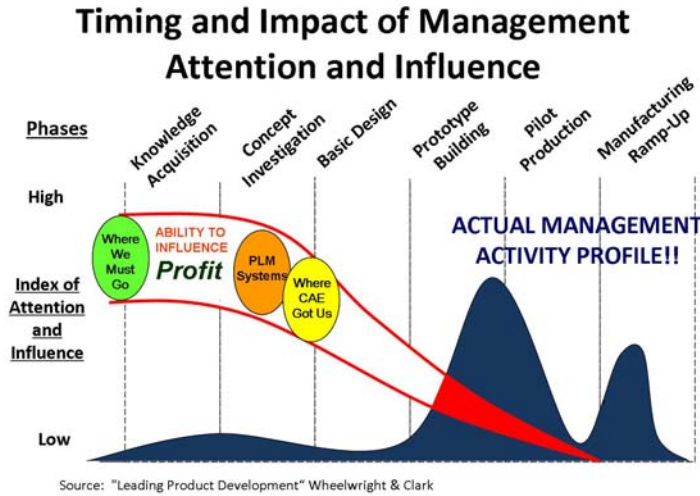 Timing and Impact of Management
Attention and Influence
Phases
Knowledge
Acquisition
Concept
Investigation
Basic Design
Prototype
Building
Pilot
Production
Manufacturing
Ramp-Up
High
Index of
Attention
and
Influence
Low
Where
We
Must
Go
ABILITY TO
INFLUENCE
Profit
PLM
Systems
Where
CAE
Got Us
ACTUAL MANAGEMENT
ACTIVITY PROFILE!!
Source: "Leading Product Development" Wheelwright & Clark